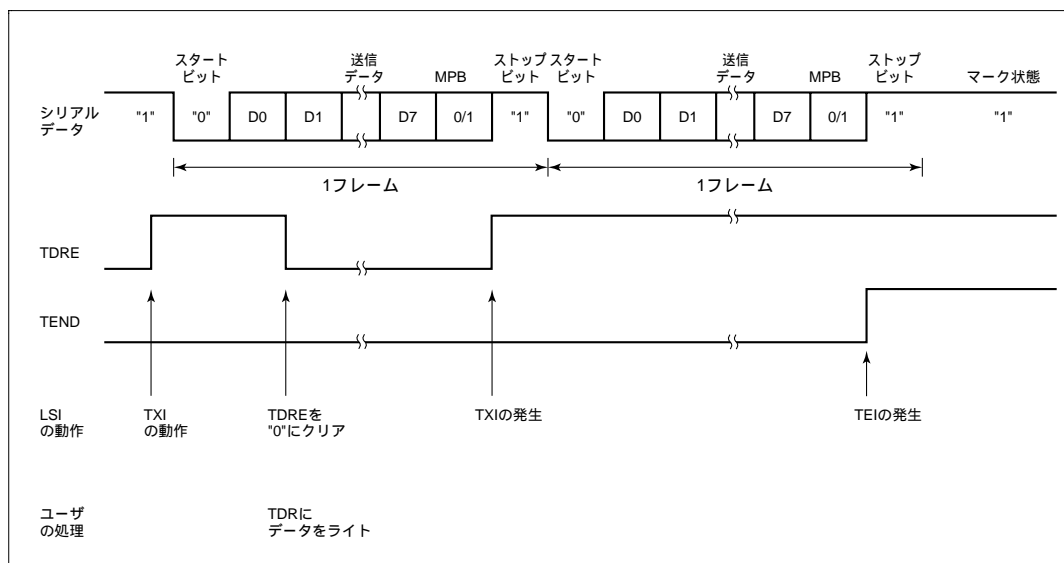 スタート
ビット
送信
データ
MPB
ストップ
ビット
スタート
ビット
送信
データ
MPB
ストップ
ビット
マーク状態
シリアル
データ
"1" "0" D0 D1 D7 0/1 "1" "0" D0 D1 D7 0/1 "1" "1"
1フレーム 1フレーム
TDRE
TEND
LSI
の動作
TXI
の動作
TDREを
"0"にクリア
TXIの発生
TEIの発生
ユーザ
の処理
TDRに
データをライト